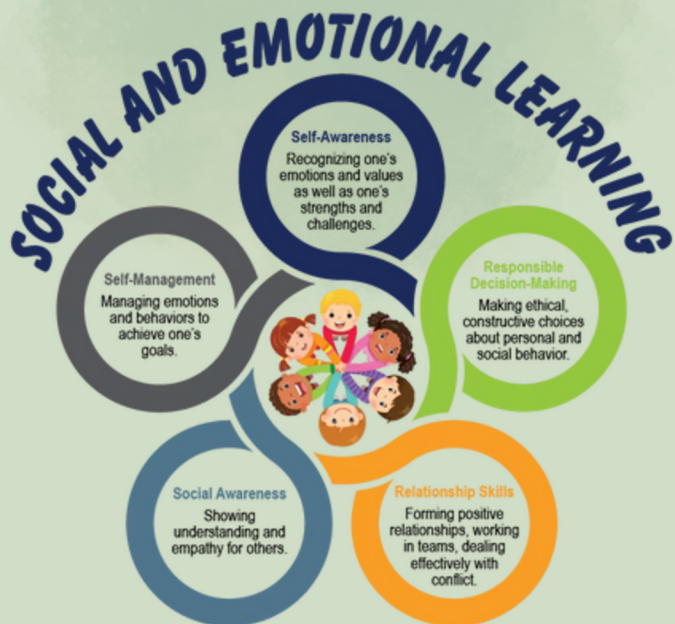 SOCIAL AND EMOTIONAL LEARNING
Self-Awareness
Recognizing one's
emotions and values
as well as one's
strengths and
challenges.
Self-Management
Managing emotions
and behaviors to
achieve one's
goals.
Responsible
Decision-Making
Making ethical,
constructive choices
about personal and
social behavior.
Social Awareness
Showing
understanding and
empathy for others.
Relationship Skills
Forming positive
relationships, working
in teams, dealing
effectively with
conflict.